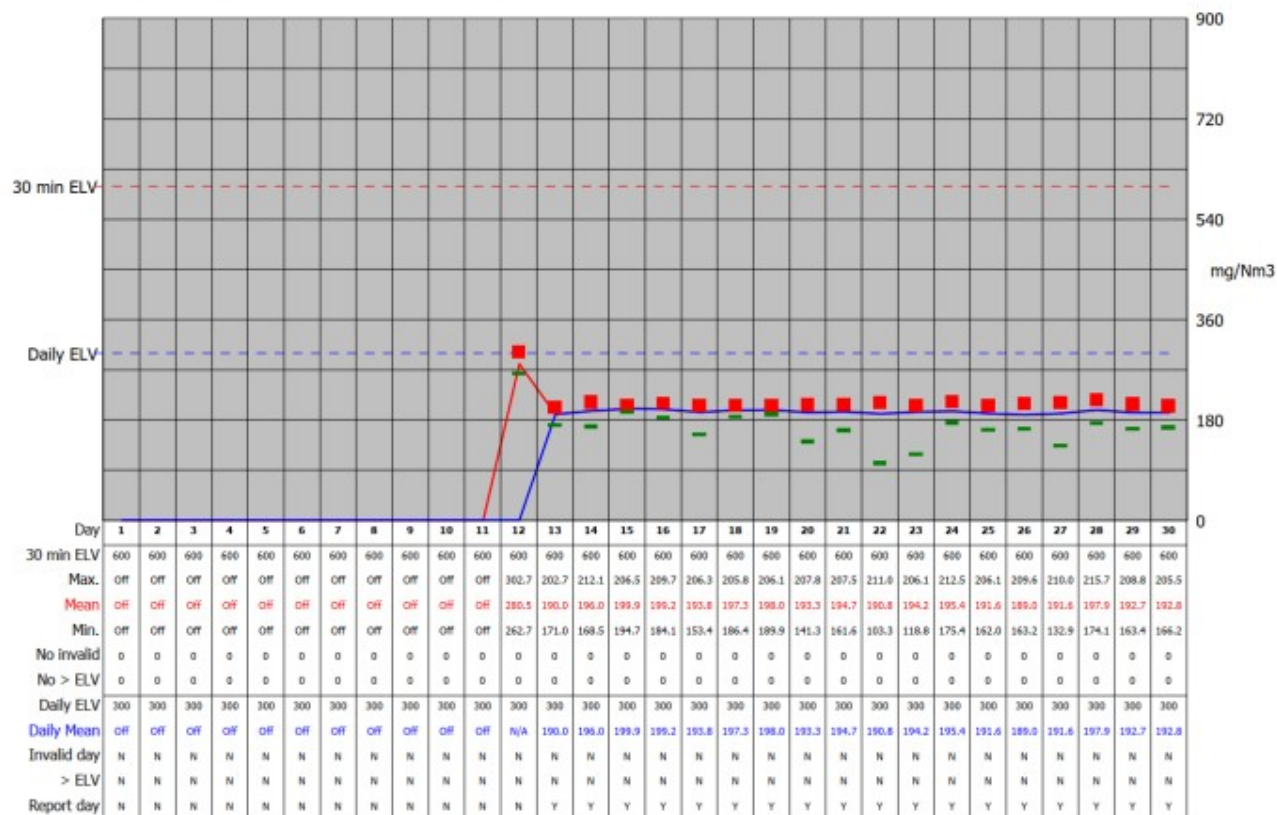 900
720
30 min ELV
540
mg/Nm3
360
Daily ELV
180
0
Day 1 2 3 4 5 6 7 8 9 10 11 12 13 14 15 16 17 18 19 20 21 22 23 24 25 26 27 28 29 30
30 min ELV 600 600 600 600 600 600 600 600 600 600 600 600 600 600 600 600 600 600 600 600 600 600 600 600 600 600 600 600 600 600
Max. Off Off Off Off Off Off Off Off Off Off Off 302.7 202.7 212.1 206.5 209.7 206.3 205.8 206.1 207.8 207.5 211.0 206.1 212.5 206.1 209.6 210.0 215.7 208.8 205.5
Mean Off Off Off Off Off Off Off Off Off Off Off 280.5 190.0 196.0 199.9 199.2 193.8 197.3 198.0 193.3 194.7 190.8 194.2 195.4 191.6 189.0 191.6 197.9 192.7 192.8
Min. Off Off Off Off Off Off Off Off Off Off Off 262.7 171.0 168.5 194.7 184.1 153.4 186.4 189.9 141.3 161.6 103.3 118.8 175.4 162.0 163.2 132.9 174.1 163.4 166.2
No invalid 0 0 0 0 0 0 0 0 0 0 0 0 0 0 0 0 0 0 0 0 0 0 0 0 0 0 0 0 0 0
No > ELV 0 0 0 0 0 0 0 0 0 0 0 0 0 0 0 0 0 0 0 0 0 0 0 0 0 0 0 0 0 0
Daily ELV 300 300 300 300 300 300 300 300 300 300 300 300 300 300 300 300 300 300 300 300 300 300 300 300 300 300 300 300 300 300
Daily Mean Off Off Off Off Off Off Off Off Off Off Off N/A 190.0 196.0 199.9 199.2 193.8 197.3 198.0 193.3 194.7 190.8 194.2 195.4 191.6 189.0 191.6 197.9 192.7 192.8
Invalid day N N N N N N N N N N N N N N N N N N N N N N N N N N N N N N
> ELV N N N N N N N N N N N N N N N N N N N N N N N N N N N N N N
Report day N N N N N N N N N N N N Y Y Y Y Y Y Y Y Y Y Y Y Y Y Y Y Y Y